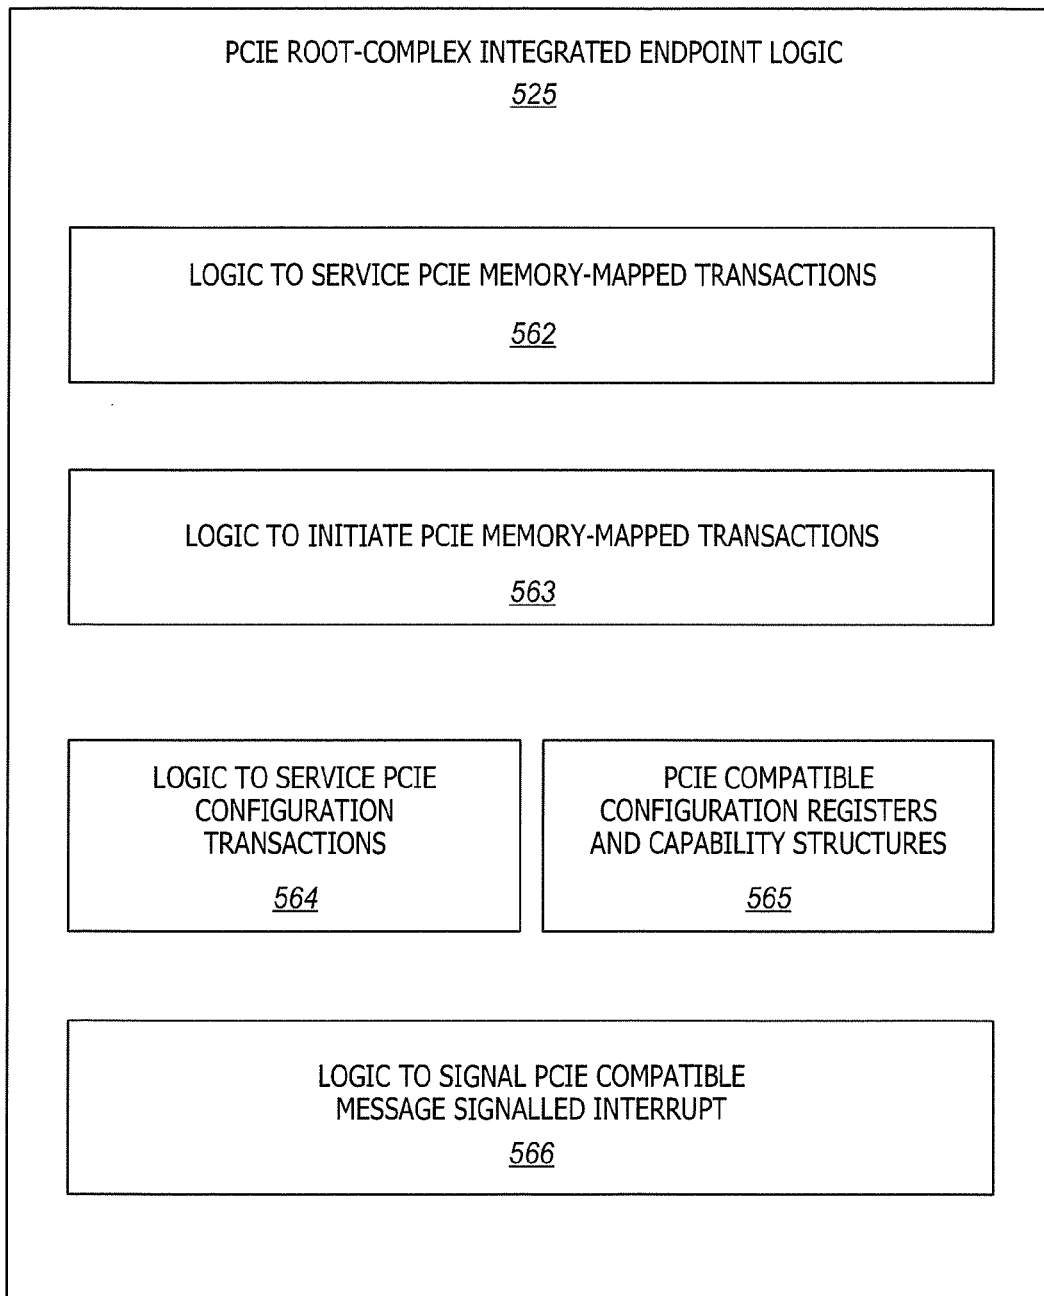 PCIE ROOT-COMPLEX INTEGRATED ENDPOINT LOGIC
525
LOGIC TO SERVICE PCIE MEMORY-MAPPED TRANSACTIONS
562
LOGIC TO INITIATE PCIE MEMORY-MAPPED TRANSACTIONS
563
LOGIC TO SERVICE PCIE
CONFIGURATION
TRANSACTIONS
564
PCIE COMPATIBLE
CONFIGURATION REGISTERS
AND CAPABILITY STRUCTURES
565
LOGIC TO SIGNAL PCIE COMPATIBLE
MESSAGE SIGNALLED INTERRUPT
566